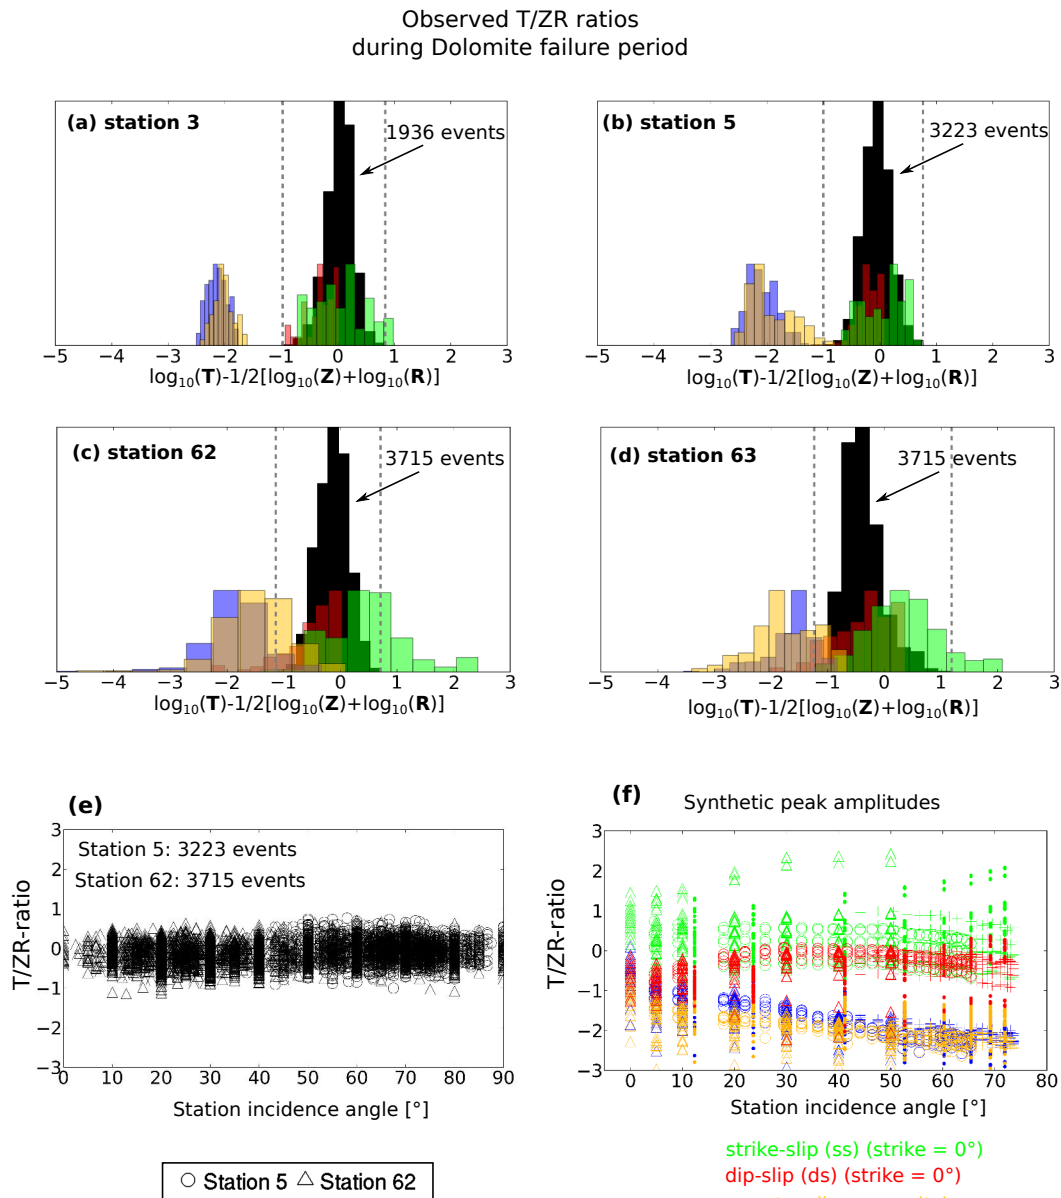 Observed T/ZR ratios
during Dolomite failure period
(a) station 3
1936 events
−5 −4 −3 −2 −1 0 1 2 3
log10(T)-1/2[log10(Z)+log10(R)]
(b) station 5
3223 events
−5 −4 −3 −2 −1 0 1 2 3
log10(T)-1/2[log10(Z)+log10(R)]
(c) station 62
3715 events
−5 −4 −3 −2 −1 0 1 2 3
log10(T)-1/2[log10(Z)+log10(R)]
(d) station 63
3715 events
−5 −4 −3 −2 −1 0 1 2 3
log10(T)-1/2[log10(Z)+log10(R)]
(e)
Station 5: 3223 events
Station 62: 3715 events
T/ZR-ratio
3
2
1
0
−1
−2
−3
0 10 20 30 40 50 60 70 80 90
Station incidence angle [°]
○ Station 5 △ Station 62
(f)
Synthetic peak amplitudes
T/ZR-ratio
3
2
1
0
−1
−2
−3
0 10 20 30 40 50 60 70 80
Station incidence angle [°]
strike-slip (ss) (strike = 0°)
dip-slip (ds) (strike = 0°)